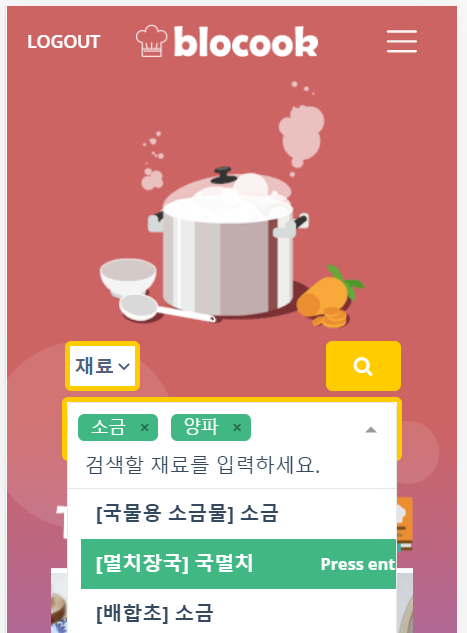 LOGOUT blocook
재료
소금 × 양파 ×
검색할 재료를 입력하세요.
[국물용 소금물] 소금
[멸치장국] 국멸치 Press ent
[배합초] 소금